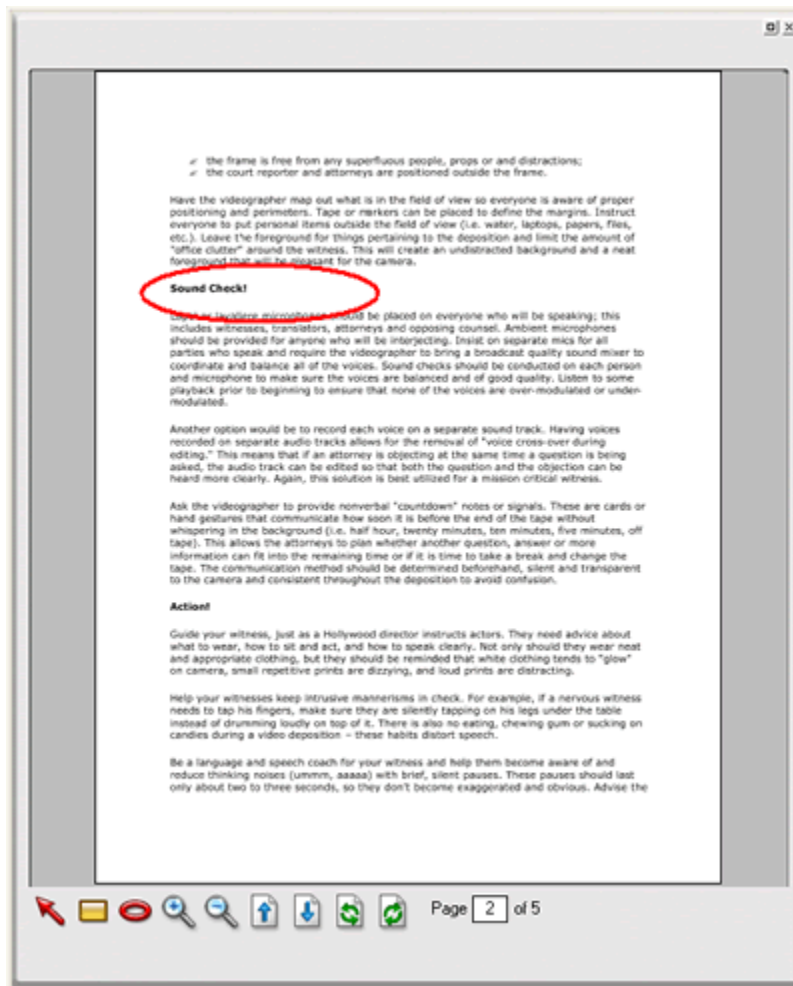 the frame is free from any superfluous people, props or and distractions;
the court reporter and attorneys are positioned outside the frame.
Have the videographer map out what is in the field of view so everyone is aware of proper
positioning and perimeters. Tape or markers can be placed to define the margins. Instruct
everyone to put personal items outside the field of view (i.e. water, laptops, papers, files,
etc.). Leave the foreground for things pertaining to the deposition and limit the amount of
"office clutter" around the witness. This will create an undistracted background and a neat
foreground that will be pleasant for the camera.
Sound Check!
lavaliere microphones should be placed on everyone who will be speaking; this
includes witnesses, translators, attorneys and opposing counsel. Ambient microphones
should be provided for anyone who will be interjecting. Insist on separate mics for all
parties who speak and require the videographer to bring a broadcast quality sound mixer to
coordinate and balance all of the voices. Sound checks should be conducted on each person
and microphone to make sure the voices are balanced and of good quality. Listen to some
playback prior to beginning to ensure that none of the voices are over-modulated or under-
modulated.
Another option would be to record each voice on a separate sound track. Having voices
recorded on separate audio tracks allows for the removal of "voice cross-over during
editing." This means that if an attorney is objecting at the same time a question is being
asked, the audio track can be edited so that both the question and the objection can be
heard more clearly. Again, this solution is best utilized for a mission critical witness.
Ask the videographer to provide nonverbal "countdown" notes or signals. These are cards or
hand gestures that communicate how soon it is before the end of the tape without
whispering in the background (i.e. half hour, twenty minutes, ten minutes, five minutes, off
tape). This allows the attorneys to plan whether another question, answer or more
information can fit into the remaining time or if it is time to take a break and change the
tape. The communication method should be determined beforehand, silent and transparent
to the camera and consistent throughout the deposition to avoid confusion.
Action!
Guide your witness, just as a Hollywood director instructs actors. They need advice about
what to wear, how to sit and act, and how to speak clearly. Not only should they wear neat
and appropriate clothing, but they should be reminded that white clothing tends to "glow"
on camera, small repetitive prints are dizzying, and loud prints are distracting.
Help your witnesses keep intrusive mannerisms in check. For example, if a nervous witness
needs to tap his fingers, make sure they are silently tapping on his legs under the table
instead of drumming loudly on top of it. There is also no eating, chewing gum or sucking on
candies during a video deposition – these habits distort speech.
Be a language and speech coach for your witness and help them become aware of and
reduce thinking noises (ummm, aaaaa) with brief, silent pauses. These pauses should last
only about two to three seconds, so they don't become exaggerated and obvious. Advise the
Page 2 of 5